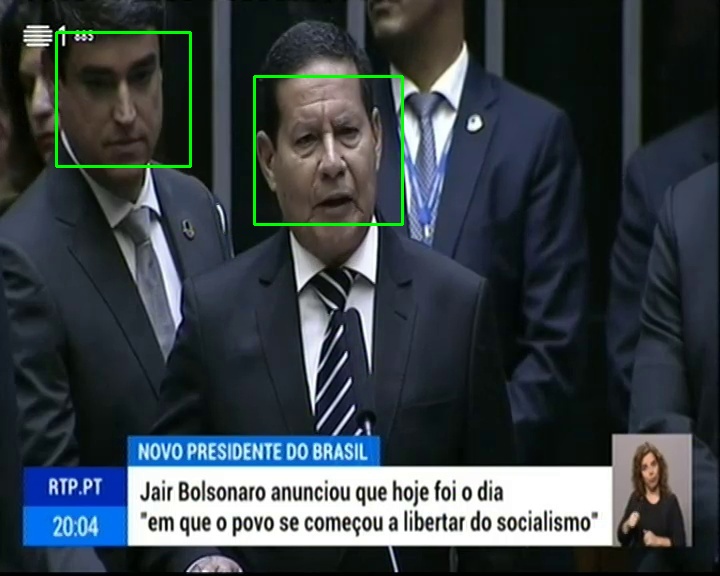 1
NOVO PRESIDENTE DO BRASIL
RTP.PT
Jair Bolsonaro anunciou que hoje foi o dia
20:04
"em que o povo se começou a libertar do socialismo"